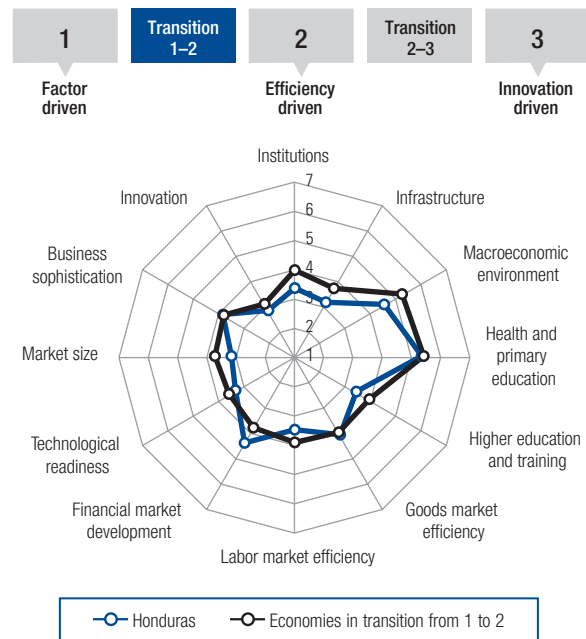 1
Transition
1–2
2
Transition
2–3
3
Factor
driven
Efficiency
driven
Innovation
driven
Institutions
Infrastructure
Macroeconomic
environment
Health and
primary
education
Higher education
and training
Goods market
efficiency
Labor market efficiency
Financial market
development
Technological
readiness
Market size
Business
sophistication
Innovation
7
6
5
4
3
2
1
Honduras
Economies in transition from 1 to 2